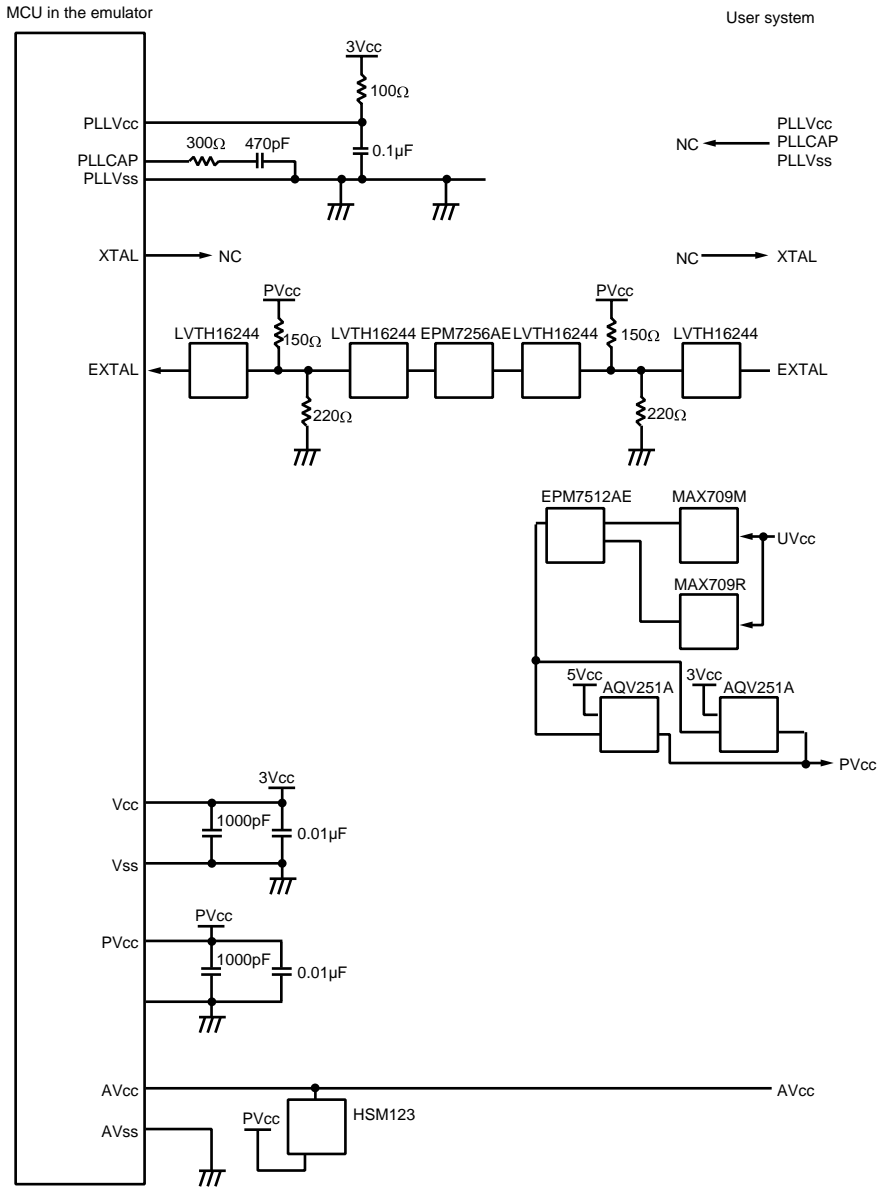 MCU in the emulator
User system
3Vcc
100Ω
PLLVcc
PLLVcc
300Ω 470pF
0.1µF
NC
PLLCAP
PLLCAP
PLLVss
PLLVss
XTAL
NC
NC
XTAL
PVcc
PVcc
LVTH16244
150Ω
LVTH16244
EPM7256AE
LVTH16244
150Ω
LVTH16244
EXTAL
EXTAL
220Ω
220Ω
EPM7512AE
MAX709M
UVcc
MAX709R
5Vcc
AQV251A
3Vcc
AQV251A
PVcc
3Vcc
Vcc
1000pF
0.01µF
Vss
PVcc
PVcc
1000pF
0.01µF
AVcc
AVcc
PVcc
HSM123
AVss